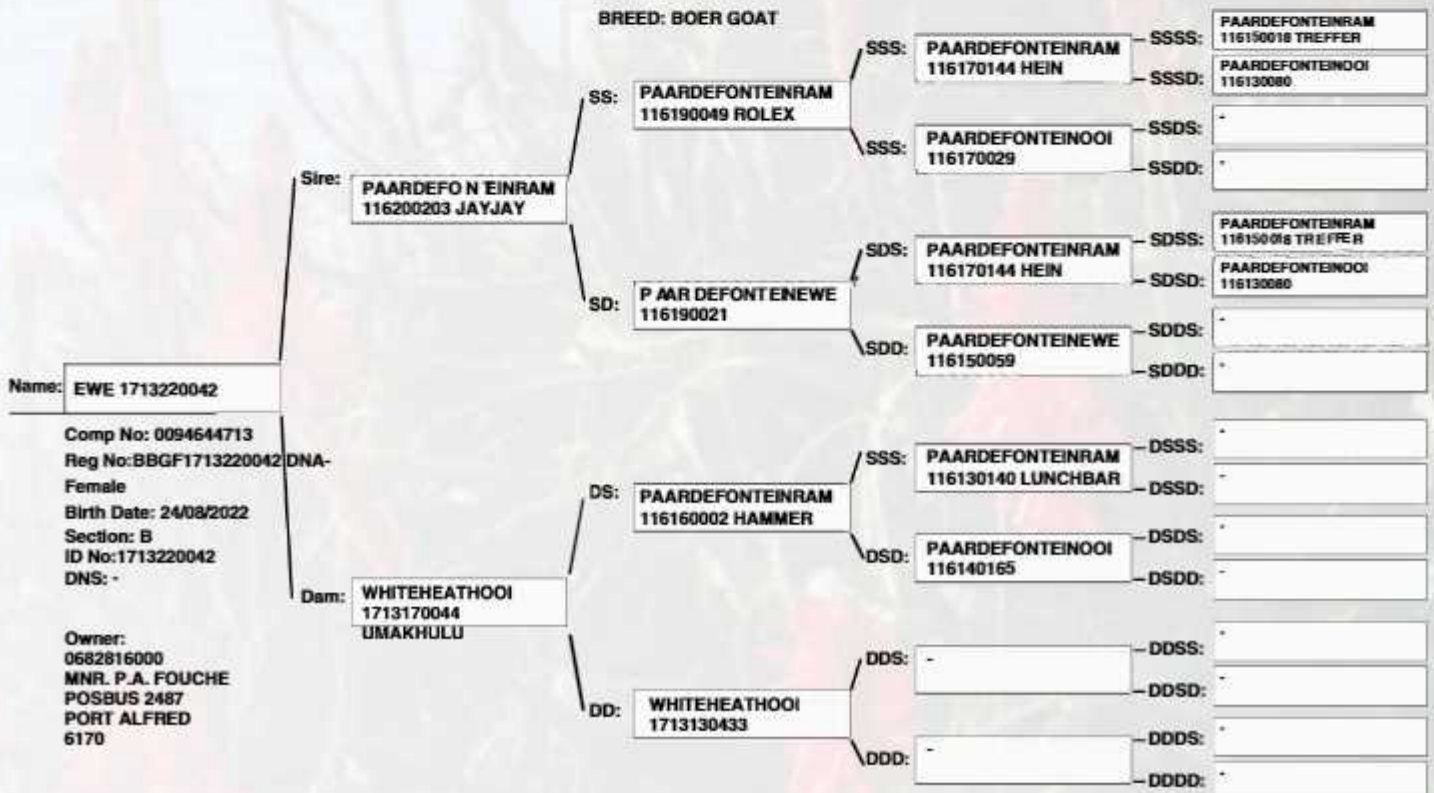 BREED: BOER GOAT
Name: EWE 1713220042
Comp No: 0094644713
Reg No:BBGF1713220042 DNA-
Female
Birth Date: 24/08/2022
Section: B
ID No:1713220042
DNS: -
Owner:
0682816000
MNR. P.A. FOUCHE
POSBUS 2487
PORT ALFRED
6170
Sire: PAARDEFONTEINRAM
116200203 JAYJAY
Dam: WHITEHEATHOOI
1713170044
UMAKHULU
SS: PAARDEFONTEINRAM
116190049 ROLEX
SD: PAARDEFONTEINEWE
116190021
DS: PAARDEFONTEINRAM
116160002 HAMMER
DD: WHITEHEATHOOI
1713130433
SSS: PAARDEFONTEINRAM
116170144 HEIN
SSS: PAARDEFONTEINOOI
116170029
SDS: PAARDEFONTEINRAM
116170144 HEIN
SDD: PAARDEFONTEINEWE
116150059
SSS: PAARDEFONTEINRAM
116130140 LUNCHBAR
DSD: PAARDEFONTEINOOI
116140165
DDS: -
DDD: -
SSSS: PAARDEFONTEINRAM
116150018 TREFFER
SSSD: PAARDEFONTEINOOI
116130080
SSDS: -
SSDD: -
SDSS: PAARDEFONTEINRAM
116150018 TREFFER
SDSD: PAARDEFONTEINOOI
116130080
SDDS: -
SDDD: -
DSSS: -
DSSD: -
DSDS: -
DSDD: -
DDSS: -
DDSD: -
DDDS: -
DDDD: -